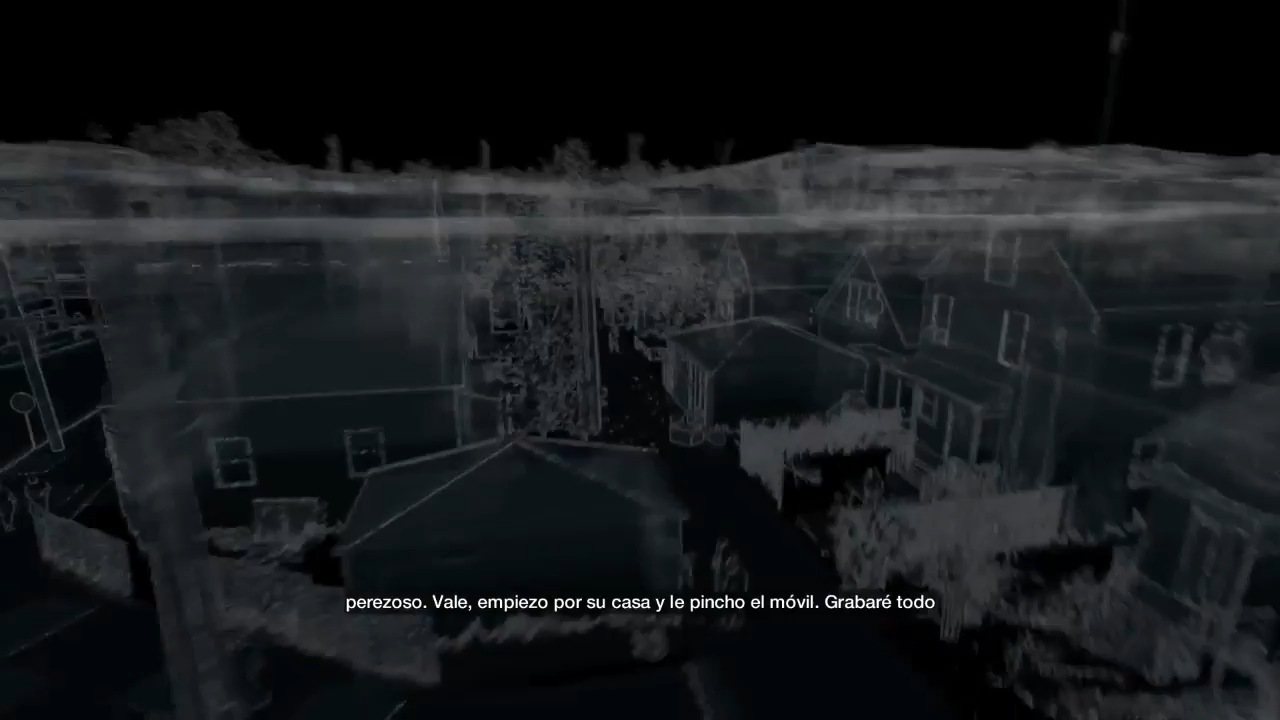 perezoso. Vale, empiezo por su casa y le pincho el móvil. Grabaré todo